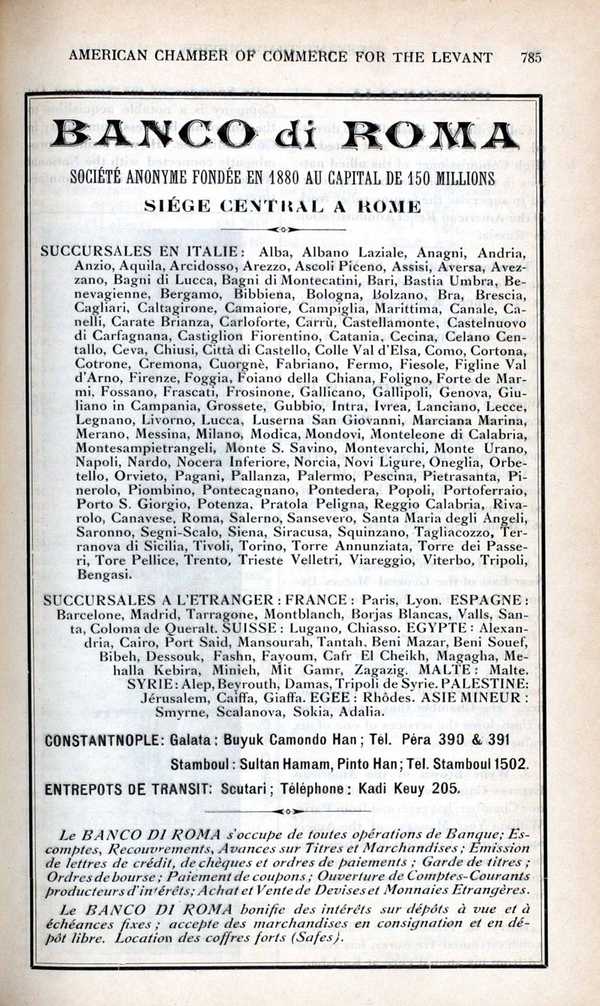 AMERICAN CHAMBER OF COMMERCE FOR THE LEVANT 785
BANCO di ROMA
SOCIÉTÉ ANONYME FONDÉE EN 1880 AU CAPITAL DE 150 MILLIONS
SIÉGE CENTRAL A ROME
SUCCURSALES EN ITALIE: Alba, Albano Laziale, Anagni, Andria,
Anzio, Aquila, Arcidosso, Arezzo, Ascoli Piceno, Assisi, Aversa, Avez-
zano, Bagni di Lucca, Bagni di Montecatini, Bari, Bastia Umbra, Be-
nevagienne, Bergamo, Bibbiena, Bologna, Bolzano, Bra, Brescia,
Cagliari, Caltagirone, Camaiore, Campiglia, Marittima, Canale, Ca-
nelli, Carate Brianza, Carloforte, Carrù, Castellamonte, Castelnuovo
di Carfagnana, Castiglion Fiorentino, Catania, Cecina, Celano Cen-
tallo, Ceva, Chiusi, Città di Castello, Colle Val d'Elsa, Como, Cortona,
Cotrone, Cremona, Cuorgnè, Fabriano, Fermo, Fiesole, Figline Val
d'Arno, Firenze, Foggia, Foiano della Chiana, Foligno, Forte de Mar-
mi, Fossano, Frascati, Frosinone, Gallicano, Gallipoli, Genova, Giu-
liano in Campania, Grossete, Gubbio, Intra, Ivrea, Lanciano, Lecce,
Legnano, Livorno, Lucca, Luserna San Giovanni, Marciana Marina,
Merano, Messina, Milano, Modica, Mondovi, Monteleone di Calabria,
Montesampietrangeli, Monte S. Savino, Montevarchi, Monte Urano,
Napoli, Nardo, Nocera Inferiore, Norcia, Novi Ligure, Oneglia, Orbe-
tello, Orvieto, Pagani, Pallanza, Palermo, Pescina, Pietrasanta, Pi-
nerolo, Piombino, Pontecagnano, Pontedera, Popoli, Portoferraio,
Porto S. Giorgio, Potenza, Pratola Peligna, Reggio Calabria, Riva-
rolo, Canavese, Roma, Salerno, Sansevero, Santa Maria degli Angeli,
Saronno, Segni-Scalo, Siena, Siracusa, Squinzano, Tagliacozzo, Ter-
ranova di Sicilia, Tivoli, Torino, Torre Annunziata, Torre dei Passe-
ri, Tore Pellice, Trento, Trieste Velletri, Viareggio, Viterbo, Tripoli,
Bengasi.
SUCCURSALES A L'ETRANGER: FRANCE: Paris, Lyon. ESPAGNE:
Barcelone, Madrid, Tarragone, Montblanch, Borjas Blancas, Valls, San-
ta, Coloma de Queralt. SUISSE: Lugano, Chiasso. EGYPTE: Alexan-
dria, Cairo, Port Said, Mansourah, Tantah. Beni Mazar, Beni Souef,
Bibeh, Dessouk, Fashn, Fayoum, Cafr El Cheikh, Magagha, Me-
halla Kebira, Minieh, Mit Gamr, Zagazig. MALTE: Malte.
SYRIE: Alep, Beyrouth, Damas, Tripoli de Syrie. PALESTINE:
Jérusalem, Caiffa, Giaffa. EGEE: Rhôdes. ASIE MINEUR:
Smyrne, Scalanova, Sokia, Adalia.
CONSTANTNOPLE: Galata: Buyuk Camondo Han; Tél. Péra 390 & 391
Stamboul: Sultan Hamam, Pinto Han; Tel. Stamboul 1502.
ENTREPOTS DE TRANSIT: Scutari; Téléphone: Kadi Keuy 205.
Le BANCO DI ROMA s'occupe de toutes opérations de Banque; Es-
comptes, Recouvrements, Avances sur Titres et Marchandises; Emission
de lettres de crédit, de chèques et ordres de paiements; Garde de titres;
Ordres de bourse; Paiement de coupons; Ouverture de Comptes-Courants
producteurs d'intérêts; Achat et Vente de Devises et Monnaies Etrangères.
Le BANCO DI ROMA bonifie des intérêts sur dépôts à vue et à
échéances fixes; accepte des marchandises en consignation et en dé-
pôt libre. Location des coffres forts (Safes).